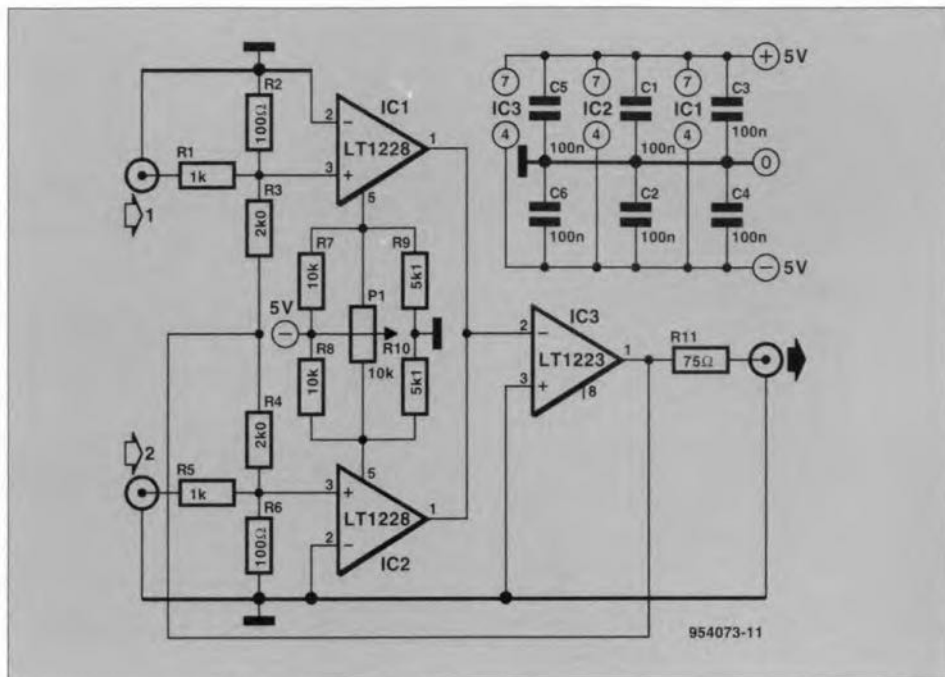 R2
100Ω
IC1
2
−
LT1228
1
3
+
5
R1
1k
1
R3
2k0
R7
10k
R9
5k1
P1
5V
−
R8
10k
R10
10k
5k1
R4
2k0
2
R5
1k
R6
100Ω
5
3
+
LT1228
1
2
−
IC2
IC3
2
−
LT1223
1
3
+
8
R11
75Ω
7
C5
7
C1
7
C3
+
5V
IC3
IC2
IC1
4
100n
4
100n
4
100n
0
C6
C2
C4
100n
100n
100n
−
5V
954073-11